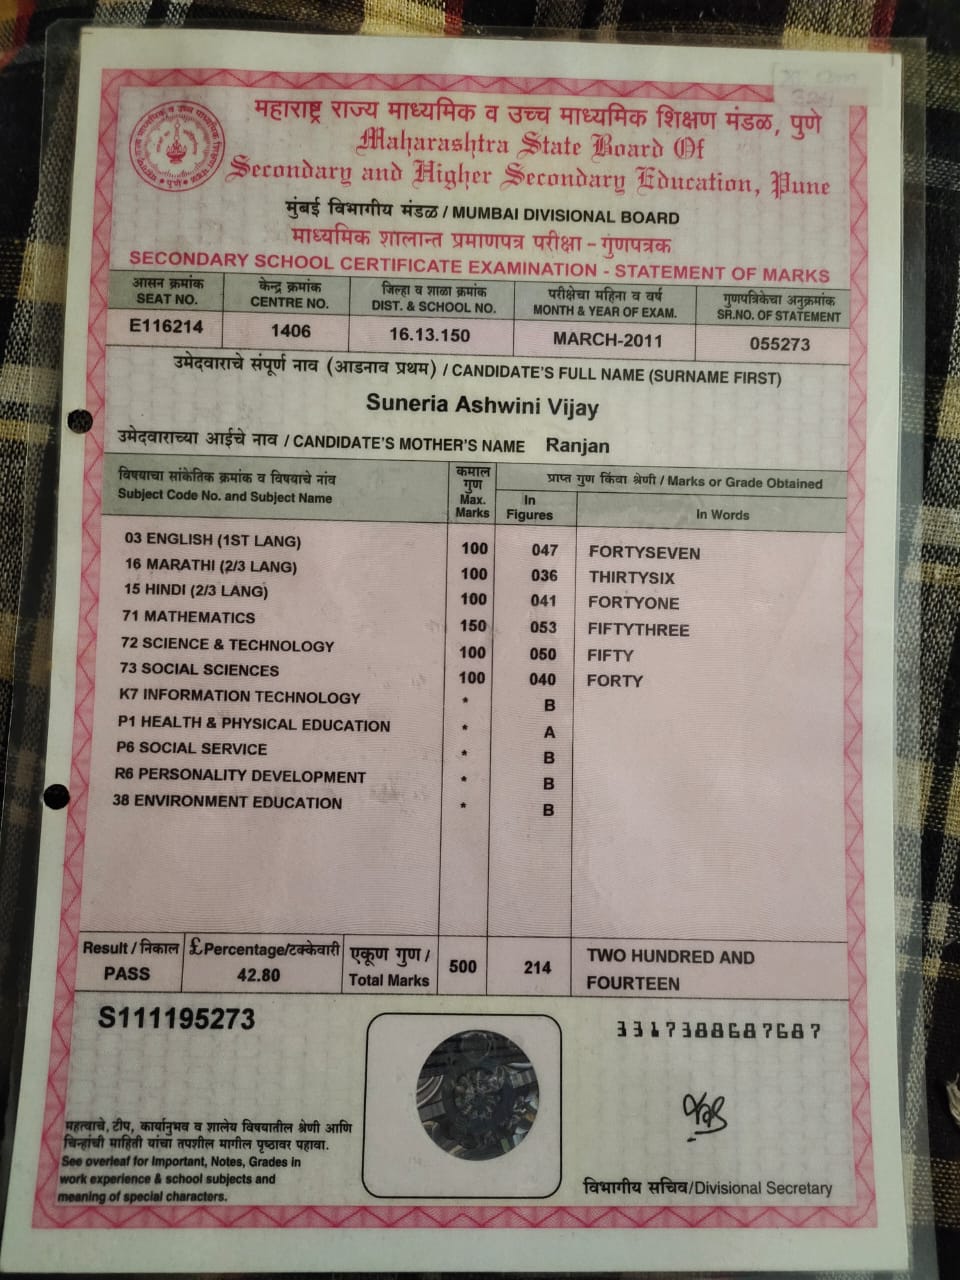 महाराष्ट्र राज्य माध्यमिक व उच्च माध्यमिक शिक्षण मंडळ, पुणे
Maharashtra State Board Of
Secondary and Higher Secondary Education, Pune
मुंबई विभागीय मंडळ / MUMBAI DIVISIONAL BOARD
माध्यमिक शालान्त प्रमाणपत्र परीक्षा - गुणपत्रक
SECONDARY SCHOOL CERTIFICATE EXAMINATION - STATEMENT OF MARKS
आसन क्रमांक केन्द्र क्रमांक जिल्हा व शाळा क्रमांक परीक्षेचा महिना व वर्ष गुणपत्रिकेचा अनुक्रमांक
SEAT NO. CENTRE NO. DIST. & SCHOOL NO. MONTH & YEAR OF EXAM. SR.NO. OF STATEMENT
E116214 1406 16.13.150 MARCH-2011 055273
उमेदवाराचे संपूर्ण नाव (आडनाव प्रथम) / CANDIDATE'S FULL NAME (SURNAME FIRST)
Suneria Ashwini Vijay
उमेदवाराच्या आईचे नाव / CANDIDATE'S MOTHER'S NAME Ranjan
विषयाचा सांकेतिक क्रमांक व विषयाचे नांव
Subject Code No. and Subject Name
कमाल
गुण
Max.
Marks
प्राप्त गुण किंवा श्रेणी / Marks or Grade Obtained
In
Figures
In Words
03 ENGLISH (1ST LANG) 100 047 FORTYSEVEN
16 MARATHI (2/3 LANG) 100 036 THIRTYSIX
15 HINDI (2/3 LANG) 100 041 FORTYONE
71 MATHEMATICS 150 053 FIFTYTHREE
72 SCIENCE & TECHNOLOGY 100 050 FIFTY
73 SOCIAL SCIENCES 100 040 FORTY
K7 INFORMATION TECHNOLOGY * B
P1 HEALTH & PHYSICAL EDUCATION * A
P6 SOCIAL SERVICE * B
R6 PERSONALITY DEVELOPMENT * B
38 ENVIRONMENT EDUCATION * B
Result / निकाल £Percentage/टक्केवारी एकूण गुण /
PASS 42.80 Total Marks 500 214 TWO HUNDRED AND
FOURTEEN
S111195273
3317388687687
महत्वाचे, टीप, कार्यानुभव व शालेय विषयातील श्रेणी आणि
चिन्हांची माहिती यांचा तपशील मागील पृष्ठावर पहावा.
See overleaf for Important, Notes, Grades in
work experience & school subjects and
meaning of special characters.
विभागीय सचिव/Divisional Secretary